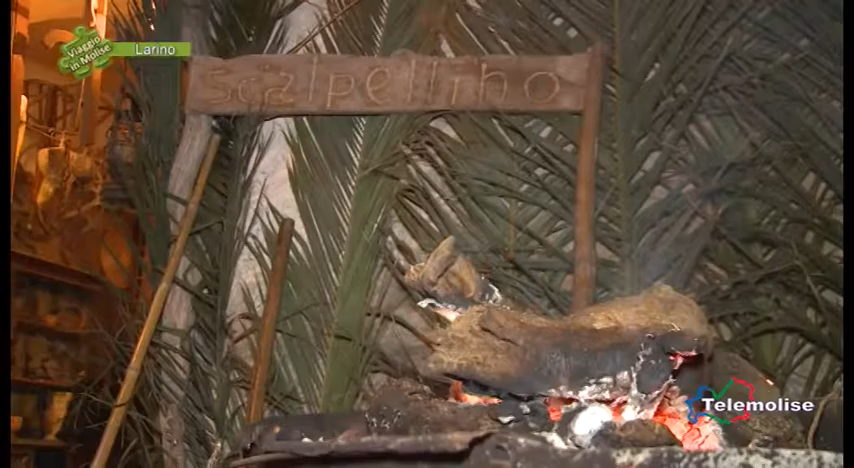 Viaggio
in Molise
Larino
Scalpellino
TELEMOLISE